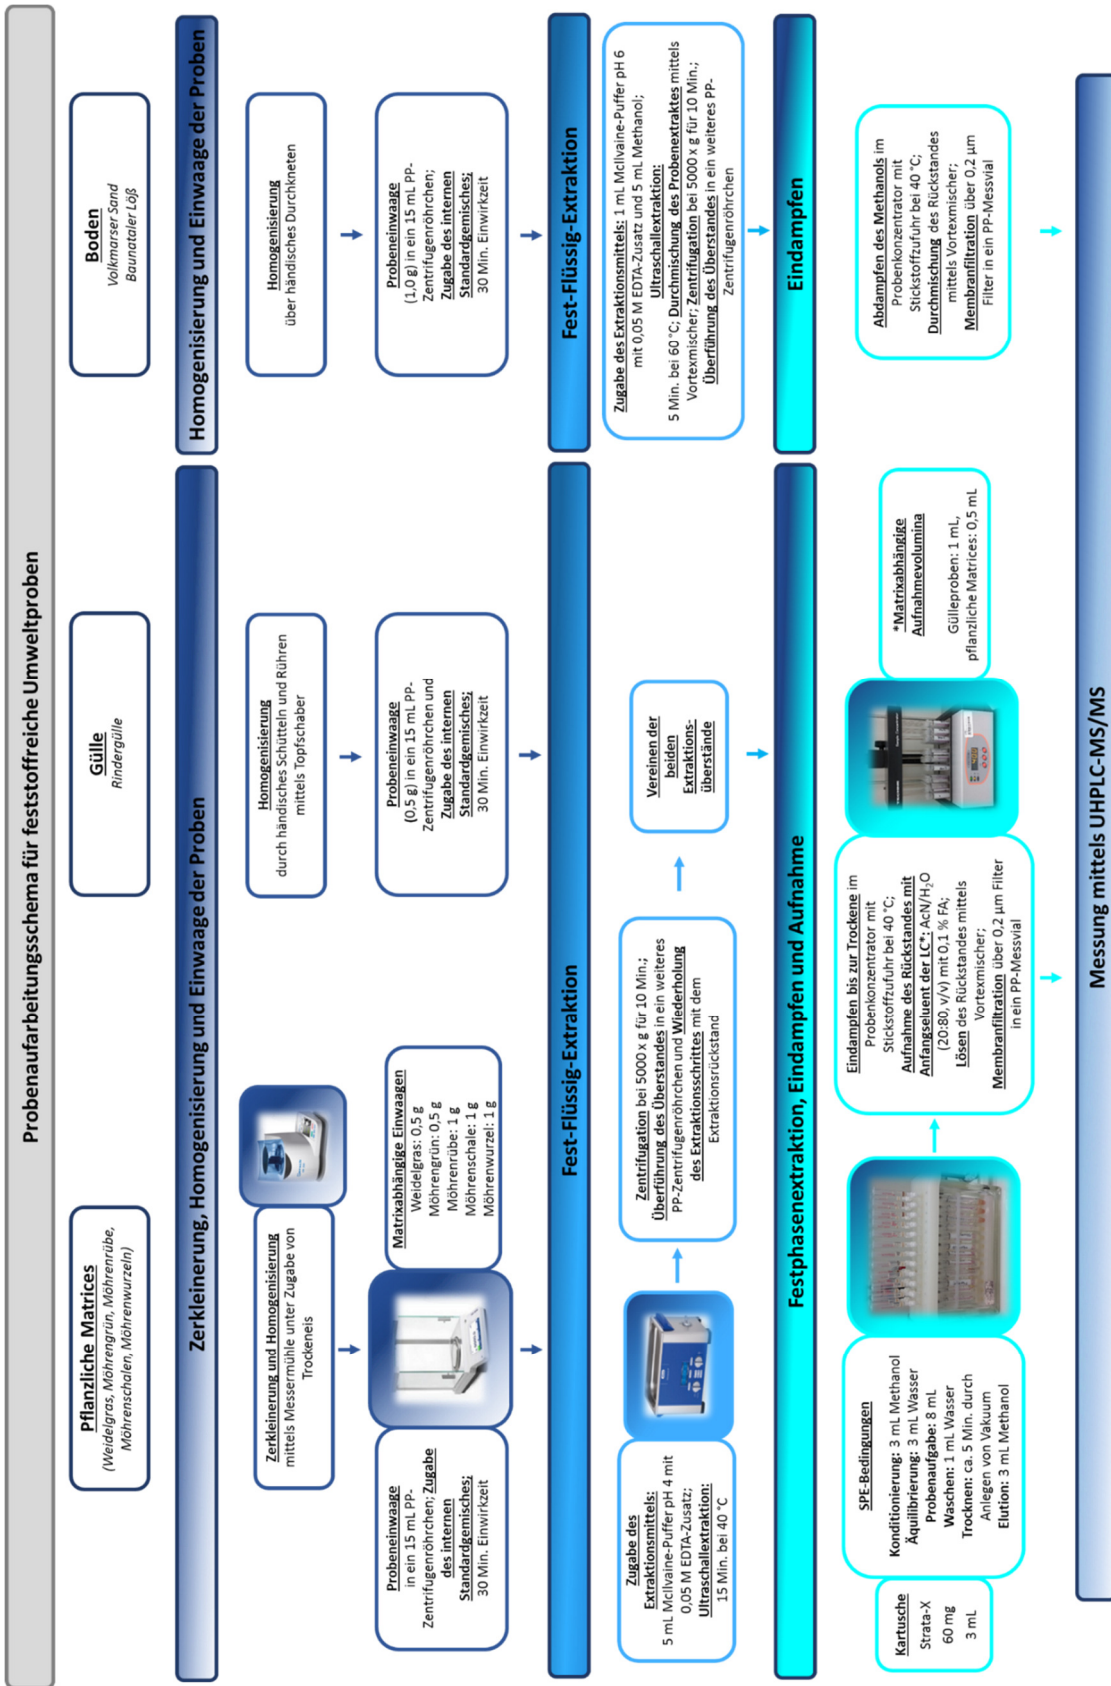 Probenaufarbeitungsschema für feststoffreiche Umweltproben
Pflanzliche Matrices
(Weidelgras, Möhrengrün, Möhrenrübe,
Möhrenschalen, Möhrenwurzeln)
Gülle
Rindergülle
Boden
Volkmarser Sand
Baunataler Löß
Zerkleinerung, Homogenisierung und Einwaage der Proben
Homogenisierung und Einwaage der Proben
Zerkleinerung und Homogenisierung
mittels Messermühle unter Zugabe von
Trockeneis
Homogenisierung
durch händisches Schütteln und Rühren
mittels Topfschaber
Homogenisierung
über händisches Durchkneten
Probeneinwaage
in ein 15 mL PP-
Zentrifugenröhrchen; Zugabe
des internen
Standardgemisches;
30 Min. Einwirkzeit
Matrixabhängige Einwaagen
Weidelgras: 0,5 g
Möhrengrün: 0,5 g
Möhrenrübe: 1 g
Möhrenschale: 1 g
Möhrenwurzel: 1 g
Probeneinwaage
(0,5 g) in ein 15 mL PP-
Zentrifugenröhrchen und
Zugabe des internen
Standardgemisches;
30 Min. Einwirkzeit
Probeneinwaage
(1,0 g) in ein 15 mL PP-
Zentrifugenröhrchen;
Zugabe des internen
Standardgemisches;
30 Min. Einwirkzeit
Fest-Flüssig-Extraktion
Fest-Flüssig-Extraktion
Zugabe des
Extraktionsmittels:
5 mL McIlvaine-Puffer pH 4 mit
0,05 M EDTA-Zusatz;
Ultraschallextraktion:
15 Min. bei 40 °C
Zentrifugation bei 5000 x g für 10 Min.;
Überführung des Überstandes in ein weiteres
PP-Zentrifugenröhrchen und Wiederholung
des Extraktionsschrittes mit dem
Extraktionsrückstand
Vereinen der
beiden
Extraktions-
überstände
Zugabe des Extraktionsmittels: 1 mL McIlvaine-Puffer pH 6
mit 0,05 M EDTA-Zusatz und 5 mL Methanol;
Ultraschallextraktion:
5 Min. bei 60 °C; Durchmischung des Probenextraktes mittels
Vortexmischer; Zentrifugation bei 5000 x g für 10 Min.;
Überführung des Überstandes in ein weiteres PP-
Zentrifugenröhrchen
Festphasenextraktion, Eindampfen und Aufnahme
Eindampfen
Kartusche
Strata-X
60 mg
3 mL
SPE-Bedingungen
Konditionierung: 3 mL Methanol
Äquilibrierung: 3 mL Wasser
Probenaufgabe: 8 mL
Waschen: 1 mL Wasser
Trocknen: ca. 5 Min. durch
Anlegen von Vakuum
Elution: 3 mL Methanol
Eindampfen bis zur Trockene im
Probenkonzentrator mit
Stickstoffzufuhr bei 40 °C;
Aufnahme des Rückstandes mit
Anfangseluent der LC*: AcN/H₂O
(20:80, v/v) mit 0,1 % FA;
Lösen des Rückstandes mittels
Vortexmischer;
Membranfiltration über 0,2 µm Filter
in ein PP-Messvial
*Matrixabhängige
Aufnahmevolumina
Gülleproben: 1 mL,
pflanzliche Matrices: 0,5 mL
Abdampfen des Methanols im
Probenkonzentrator mit
Stickstoffzufuhr bei 40 °C;
Durchmischung des Rückstandes
mittels Vortexmischer;
Membranfiltration über 0,2 µm
Filter in ein PP-Messvial
Messung mittels UHPLC-MS/MS